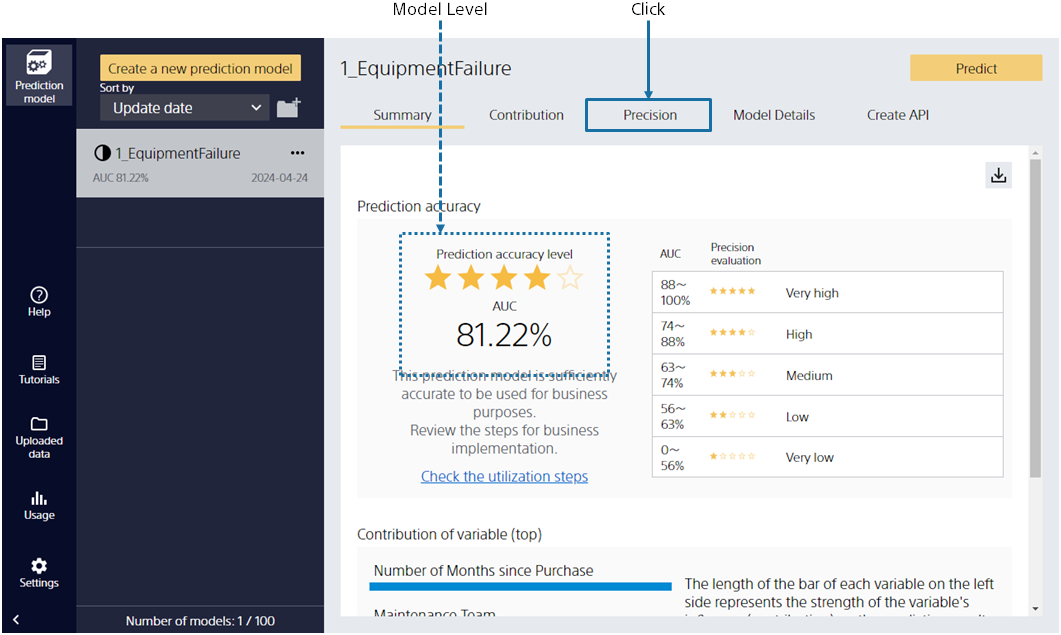 Model Level
Click
Prediction
model
Help
Tutorials
Uploaded
data
Usage
Settings
Create a new prediction model
Sort by
Update date
1_EquipmentFailure
AUC 81.22%
2024-04-24
Number of models: 1 / 100
1_EquipmentFailure
Predict
Summary
Contribution
Precision
Model Details
Create API
Prediction accuracy
Prediction accuracy level
AUC
81.22%
This prediction model is sufficiently
accurate to be used for business
purposes.
Review the steps for business
implementation.
Check the utilization steps
AUC
Precision
evaluation
88～
100%
Very high
74～
88%
High
63～
74%
Medium
56～
63%
Low
0～
56%
Very low
Contribution of variable (top)
Number of Months since Purchase
Maintenance Team
The length of the bar of each variable on the left
side represents the strength of the variable's